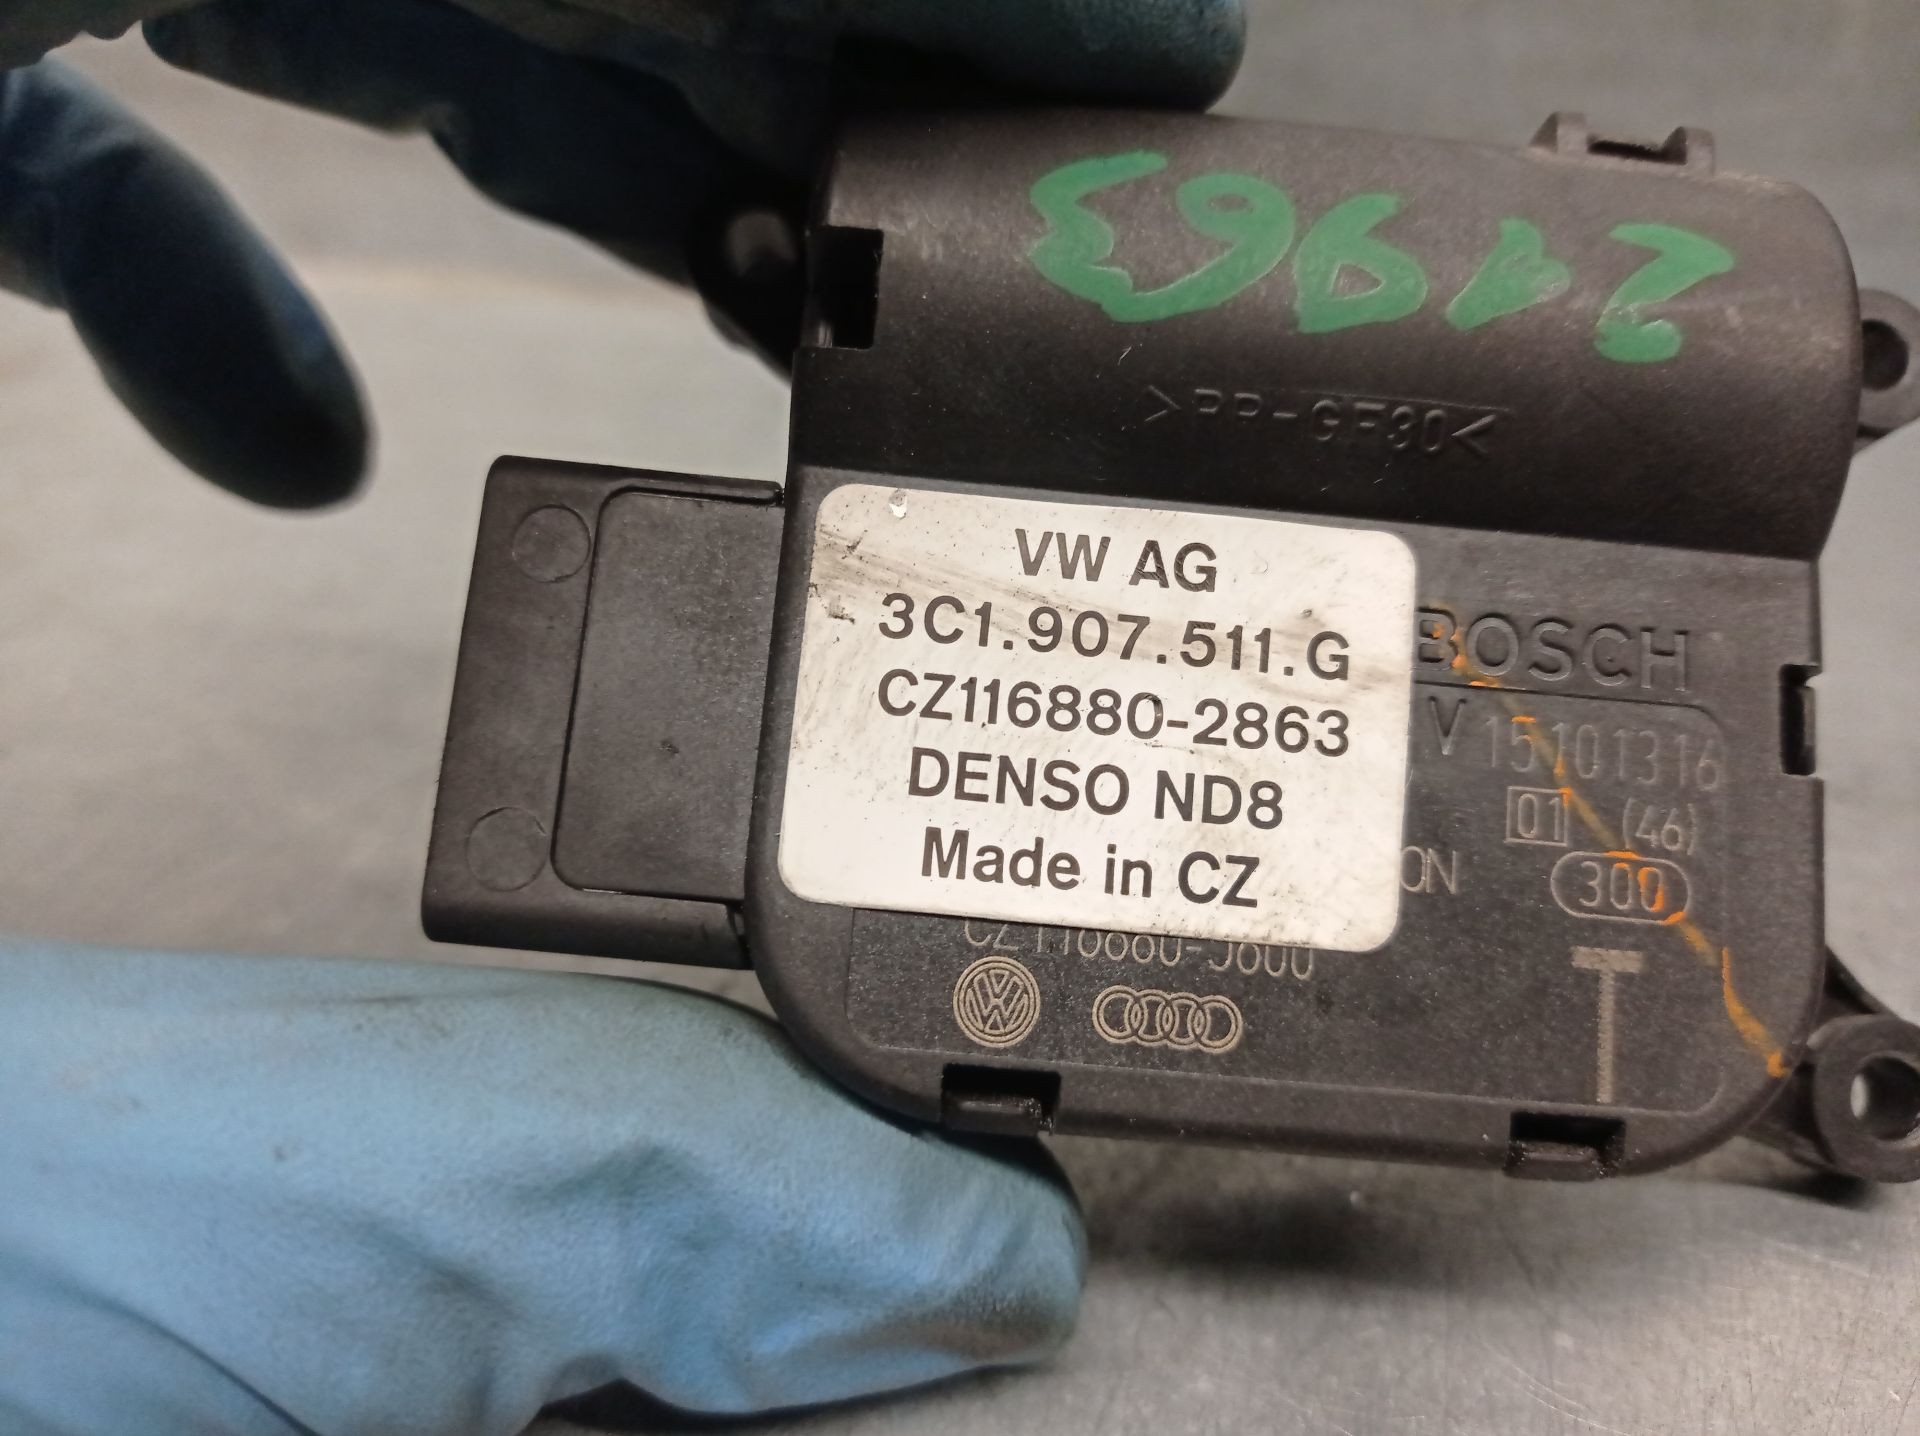 24963
>PP-GF30<
VW AG
3C1.907.511.G
CZ116880-2863
DENSO ND8
Made in CZ
BOSCH
V 15101316
01 (46)
300